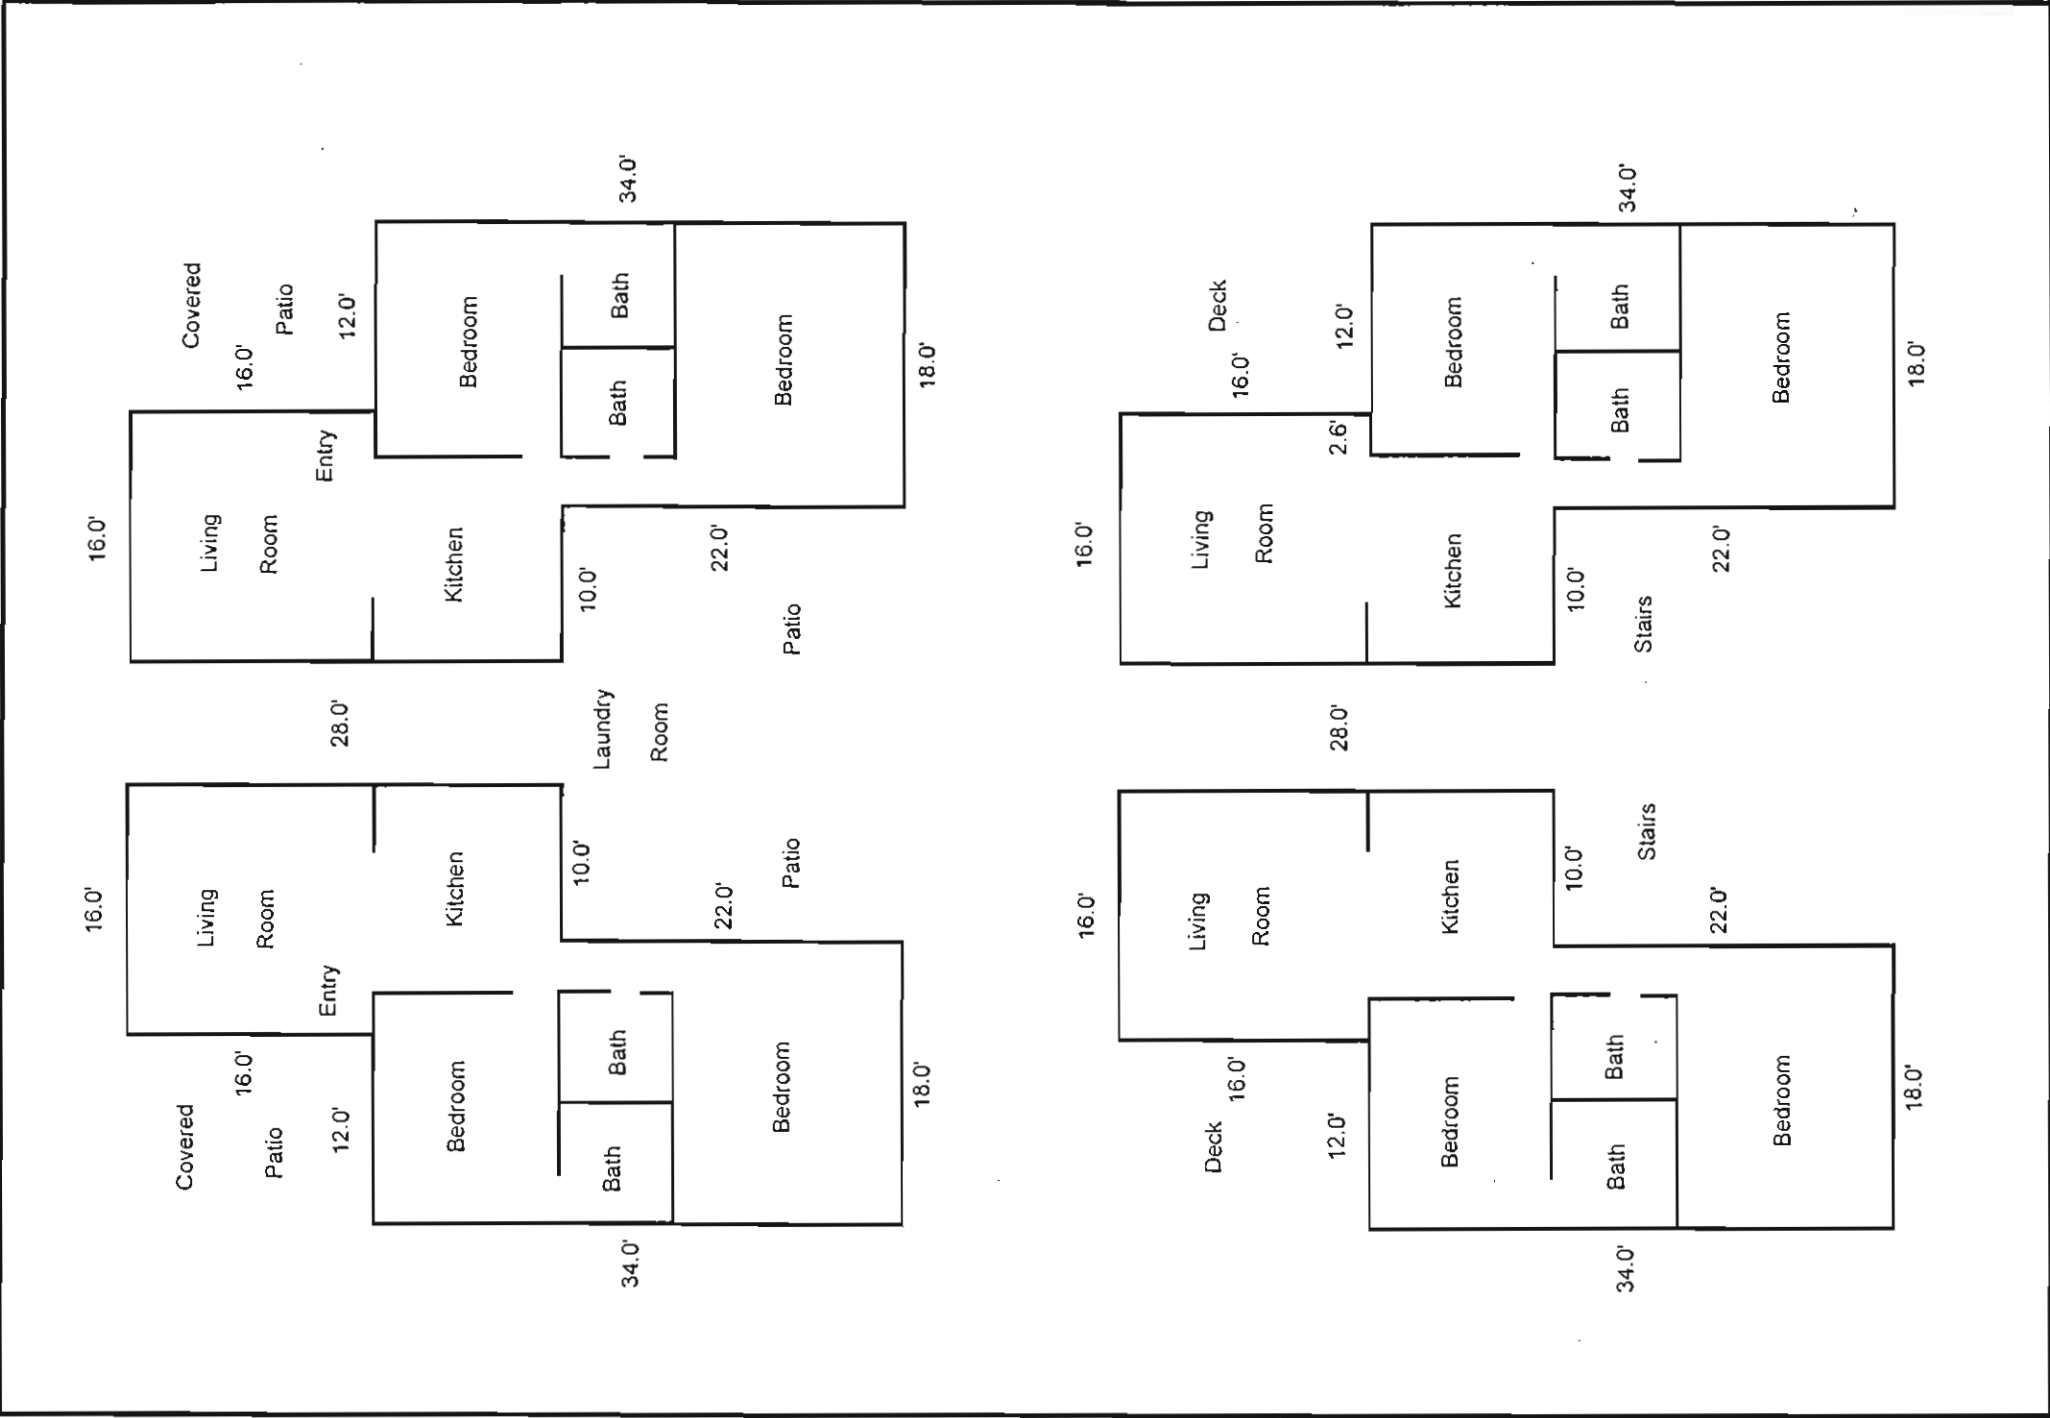 Covered
Patio
16.0'
12.0'
34.0'
16.0'
Living
Room
Entry
Bedroom
Bath
Bath
Bedroom
18.0'
Kitchen
10.0'
22.0'
Patio
28.0'
Laundry
Room
16.0'
Living
Room
Entry
Kitchen
10.0'
22.0'
Patio
Covered
Patio
16.0'
12.0'
Bedroom
Bath
Bath
Bedroom
18.0'
34.0'
Deck
16.0'
12.0'
2.6'
34.0'
16.0'
Living
Room
Bedroom
Bath
Bath
Bedroom
18.0'
Kitchen
10.0'
22.0'
Stairs
28.0'
16.0'
Living
Room
Kitchen
10.0'
22.0'
Stairs
Deck
16.0'
12.0'
Bedroom
Bath
Bath
Bedroom
18.0'
34.0'